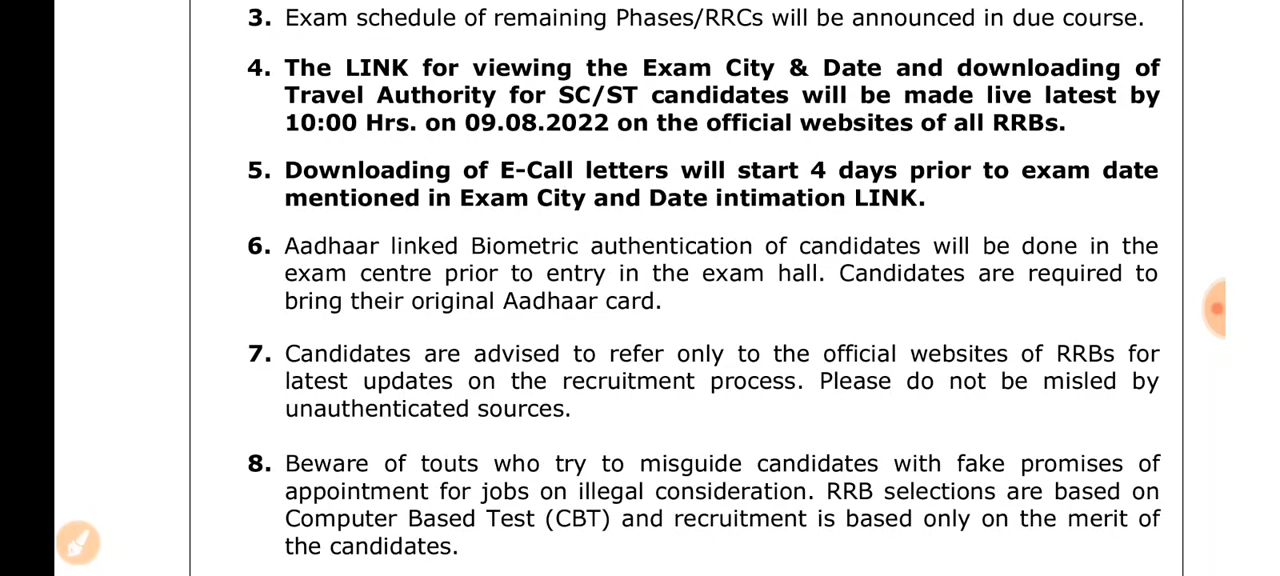 3. Exam schedule of remaining Phases/RRCs will be announced in due course.
4. The LINK for viewing the Exam City & Date and downloading of
Travel Authority for SC/ST candidates will be made live latest by
10:00 Hrs. on 09.08.2022 on the official websites of all RRBs.
5. Downloading of E-Call letters will start 4 days prior to exam date
mentioned in Exam City and Date intimation LINK.
6. Aadhaar linked Biometric authentication of candidates will be done in the
exam centre prior to entry in the exam hall. Candidates are required to
bring their original Aadhaar card.
7. Candidates are advised to refer only to the official websites of RRBs for
latest updates on the recruitment process. Please do not be misled by
unauthenticated sources.
8. Beware of touts who try to misguide candidates with fake promises of
appointment for jobs on illegal consideration. RRB selections are based on
Computer Based Test (CBT) and recruitment is based only on the merit of
the candidates.